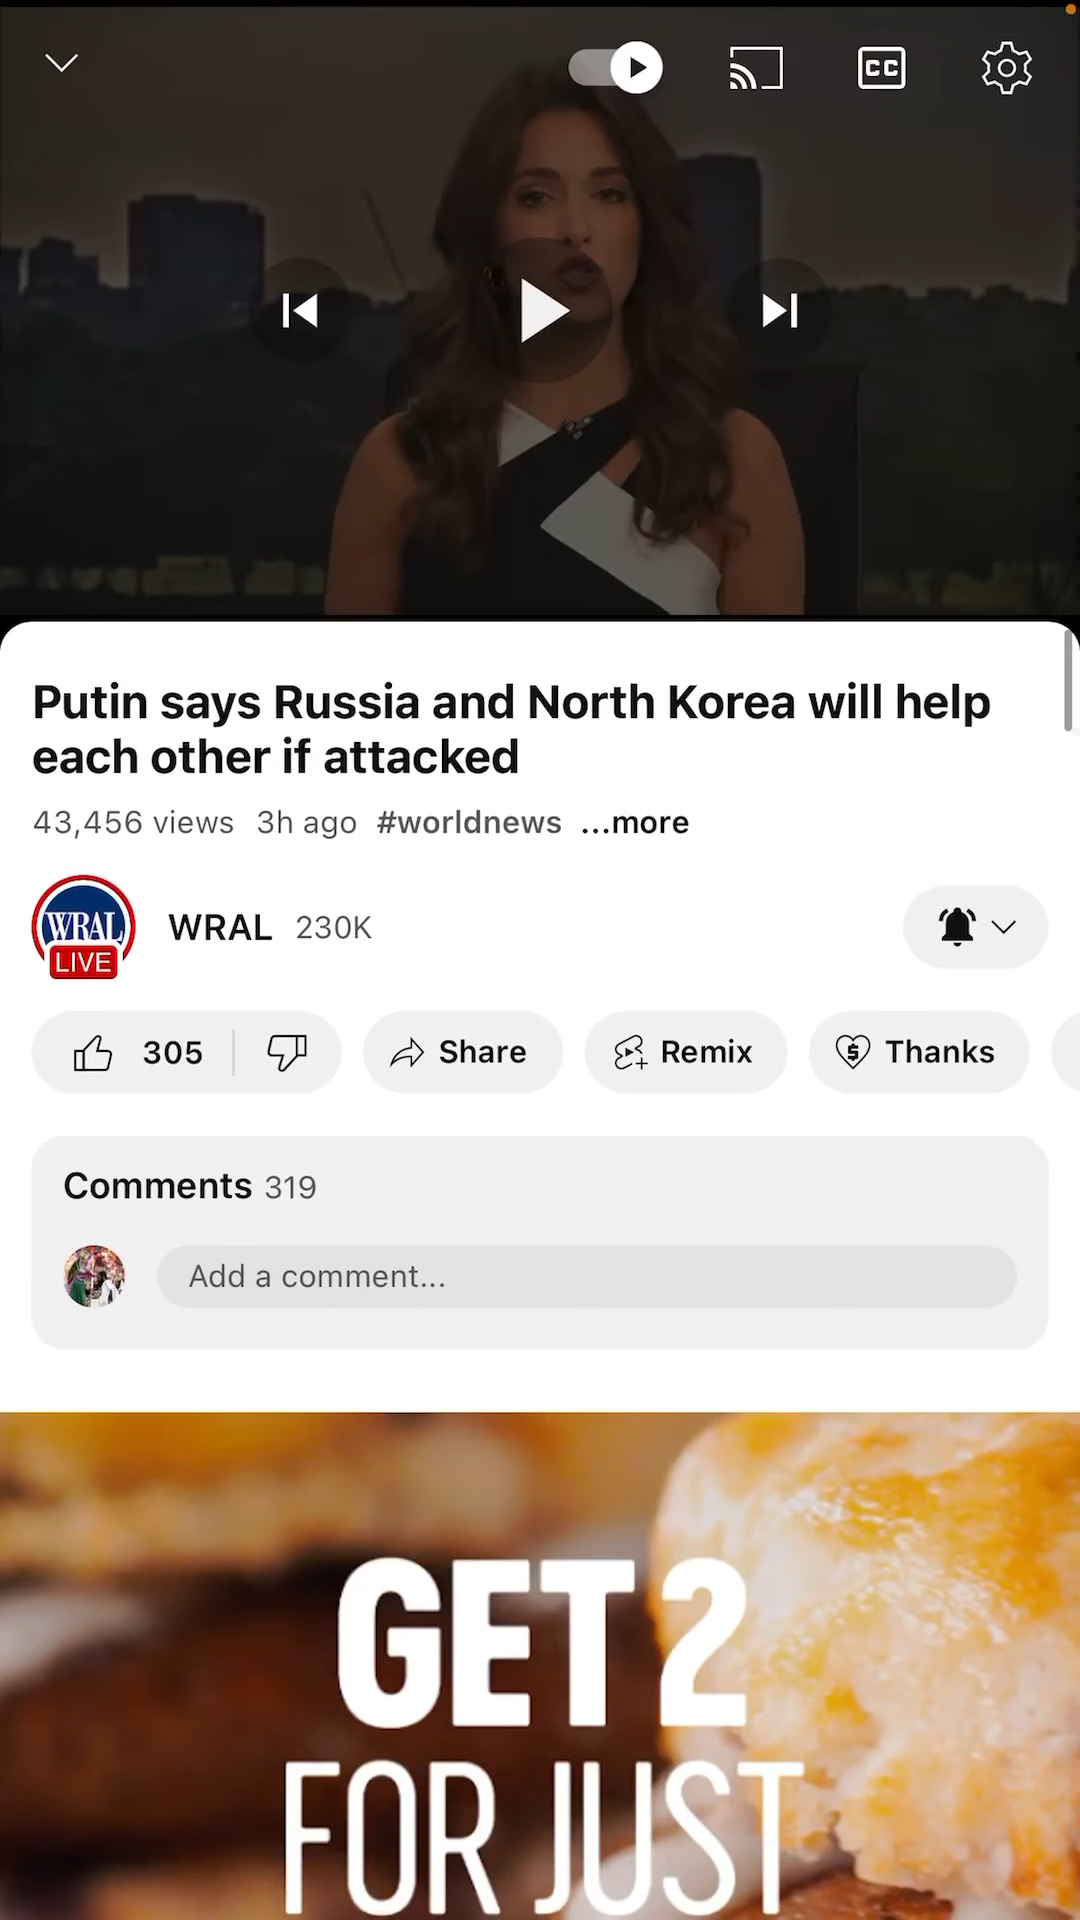 CC
Putin says Russia and North Korea will help
each other if attacked
43,456 views 3h ago #worldnews ...more
WRAL
LIVE
WRAL 230K
305
Share
Remix
Thanks
Comments 319
Add a comment...
GET 2
FOR JUST